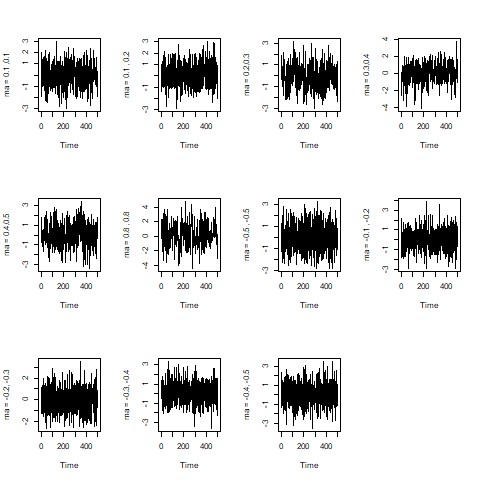 ma = 0.1 ,0.1
-3 -1 1 2 3
0 200 400
Time
ma = 0.1 , 0.2
-3 -1 1 2 3
0 200 400
Time
ma = 0.2,0.3
-3 -1 1 3
0 200 400
Time
ma = 0.3,0.4
-4 -2 0 2 4
0 200 400
Time
ma = 0.4,0.5
-3 -1 1 3
0 200 400
Time
ma = 0.8 ,0.8
-4 -2 0 2 4
0 200 400
Time
ma = -0.5 , -0.5
-3 -1 1 3
0 200 400
Time
ma = -0.1 , -0.2
-3 -1 1 3
0 200 400
Time
ma = -0.2, -0.3
-2 0 2
0 200 400
Time
ma = -0.3, -0.4
-3 -1 1 3
0 200 400
Time
ma = -0.4, -0.5
-3 -1 1 3
0 200 400
Time